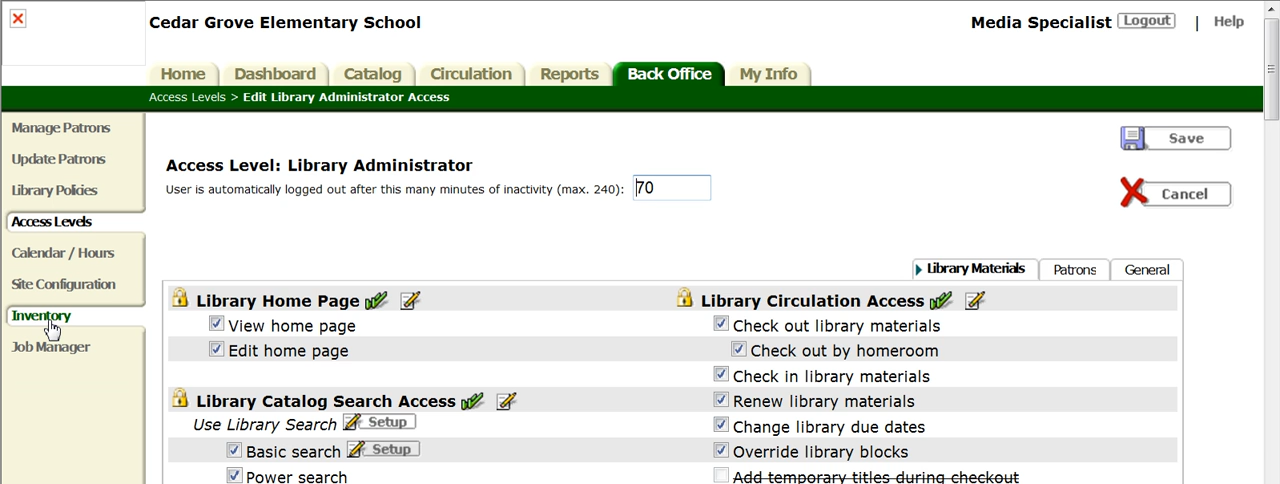 Cedar Grove Elementary School
Media Specialist Logout | Help
Home Dashboard Catalog Circulation Reports Back Office My Info
Access Levels > Edit Library Administrator Access
Manage Patrons
Update Patrons
Library Policies
Access Levels
Calendar / Hours
Site Configuration
Inventory
Job Manager
Save
Cancel
Access Level: Library Administrator
User is automatically logged out after this many minutes of inactivity (max. 240): 70
Library Materials Patrons General
Library Home Page
View home page
Edit home page
Library Catalog Search Access
Use Library Search Setup
Basic search Setup
Power search
Library Circulation Access
Check out library materials
Check out by homeroom
Check in library materials
Renew library materials
Change library due dates
Override library blocks
Add temporary titles during checkout